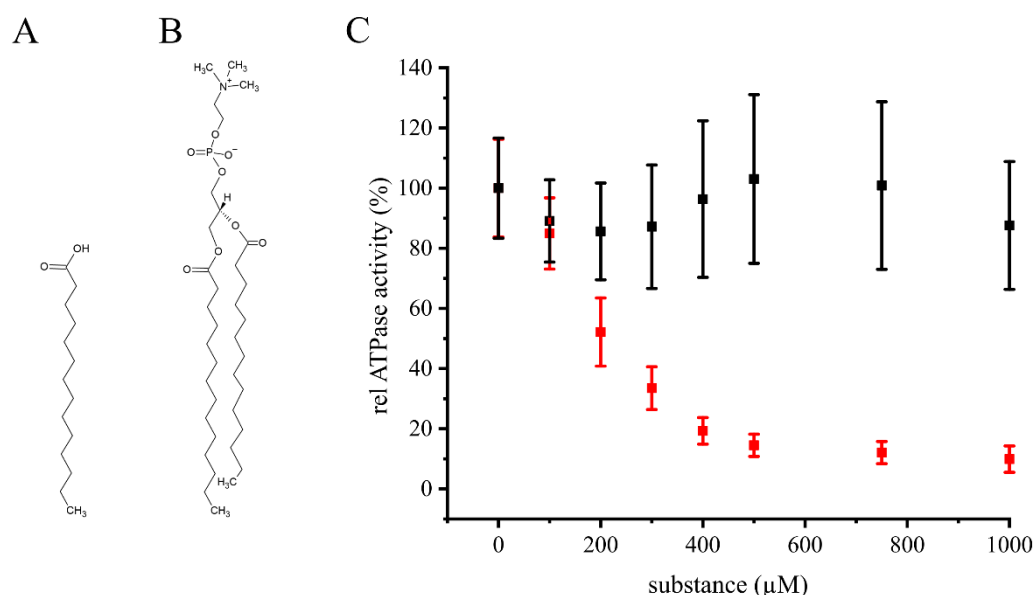 A
B
C
O
OH
CH₃
H₃C
CH₃
N⁺
CH₃
O
O
P
O⁻
O
H
O
O
O
O
H₃C
CH₃
rel ATPase activity (%)
140
120
100
80
60
40
20
0
0
200
400
600
800
1000
substance (µM)